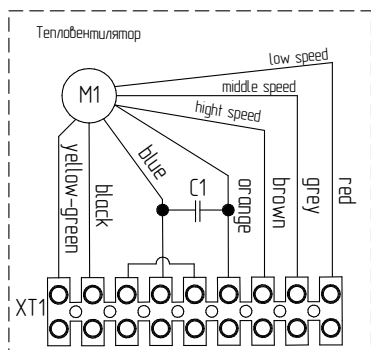 Тепловентилятор
low speed
middle speed
hight speed
M1
yellow-green
black
blue
C1
orange
brown
grey
red
XT1